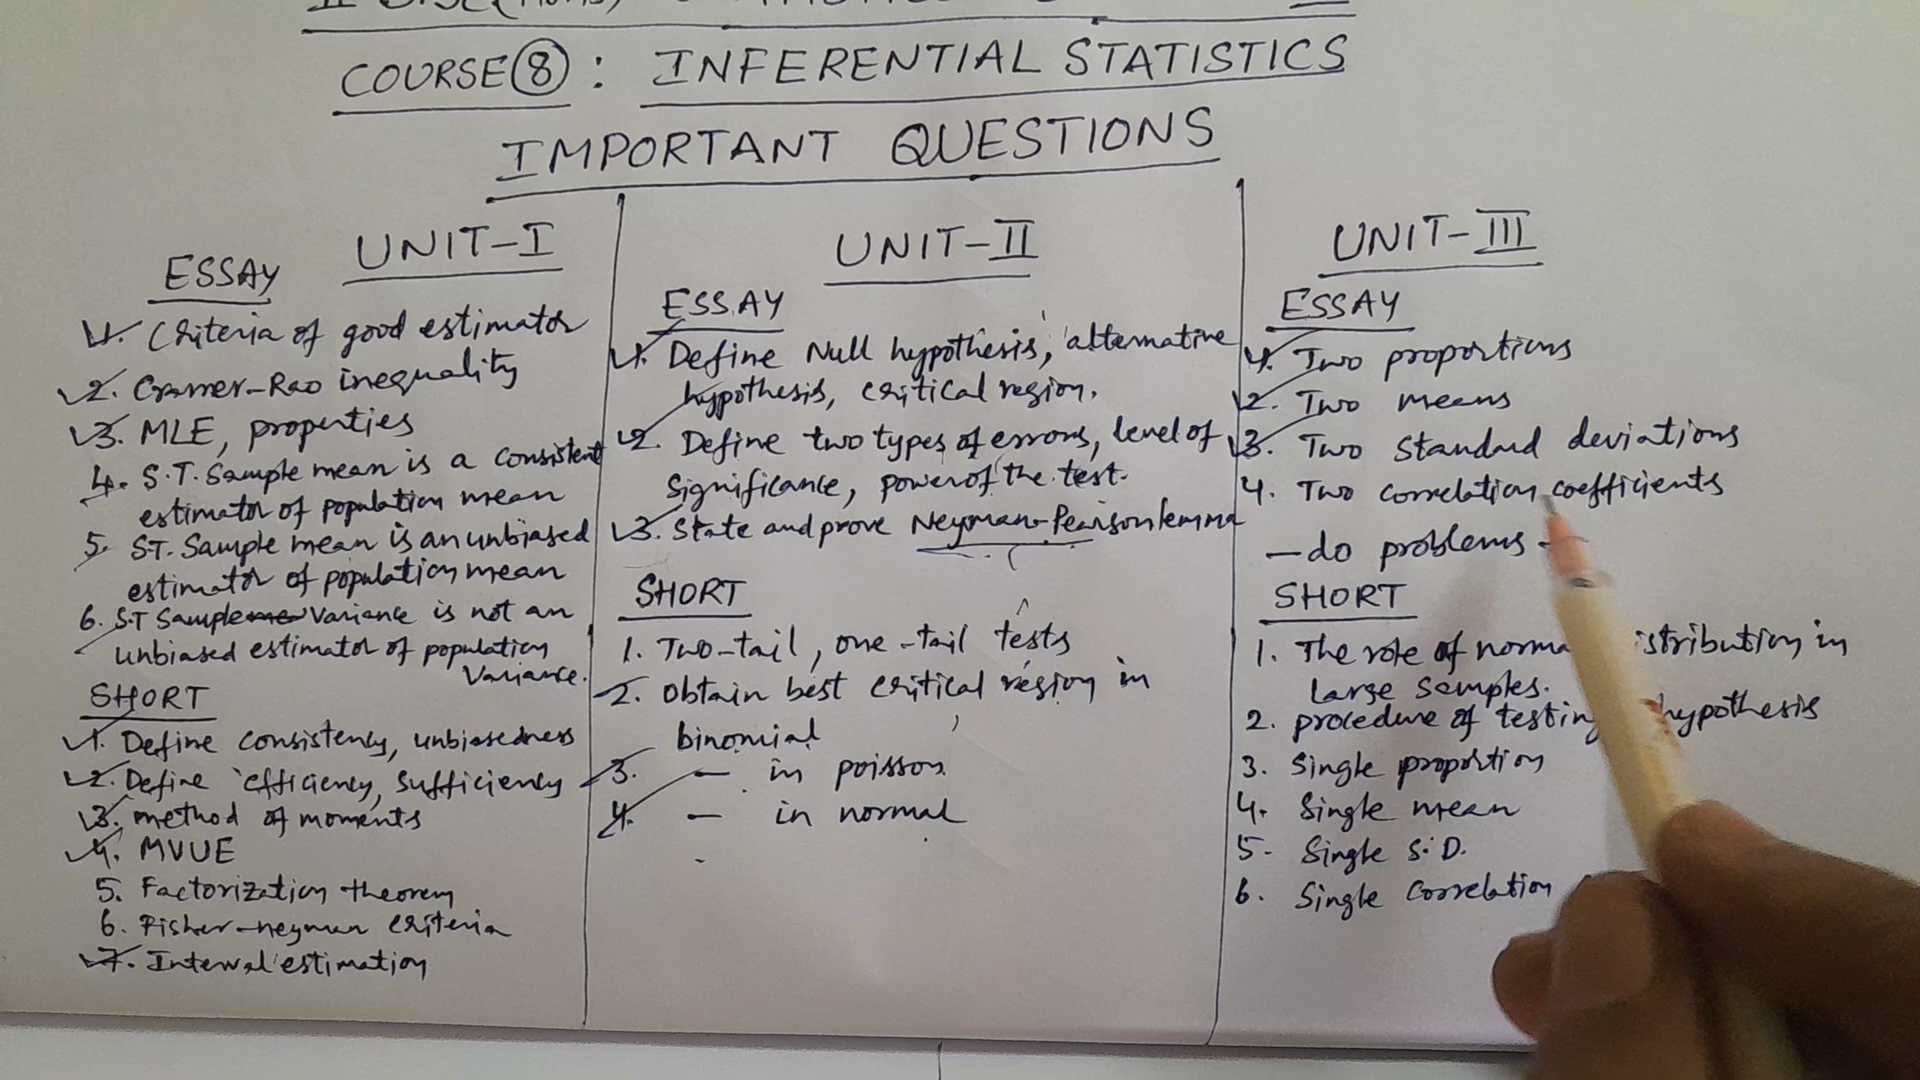 COURSE 8 : INFERENTIAL STATISTICS
IMPORTANT QUESTIONS
UNIT-I
ESSAY
1. Criteria of good estimator
2. Cramer-Rao inequality
3. MLE, properties
4. S.T. Sample mean is a consistent
estimator of population mean
5. S.T. Sample mean is an unbiased
estimator of population mean
6. S.T Sample Variance is not an
unbiased estimator of population
Variance.
SHORT
1. Define consistency, unbiasedness
2. Define efficiency, sufficiency
3. method of moments
4. MVUE
5. Factorization theorem
6. Fisher-neyman criteria
7. Interval estimation
UNIT-II
ESSAY
1. Define Null hypothesis, alternative
hypothesis, critical region.
2. Define two types of errors, level of
significance, power of the test.
3. State and prove Neyman-Pearson lemma
SHORT
1. Two-tail, one-tail tests
2. Obtain best critical region in
binomial
3. — in poisson
4. — in normal
UNIT-III
ESSAY
1. Two proportions
2. Two means
3. Two Standard deviations
4. Two correlation coefficients
—do problems-
SHORT
1. The role of normal distribution in
Large samples.
2. procedure of testing hypothesis
3. Single proportion
4. Single mean
5. Single S.D.
6. Single correlation